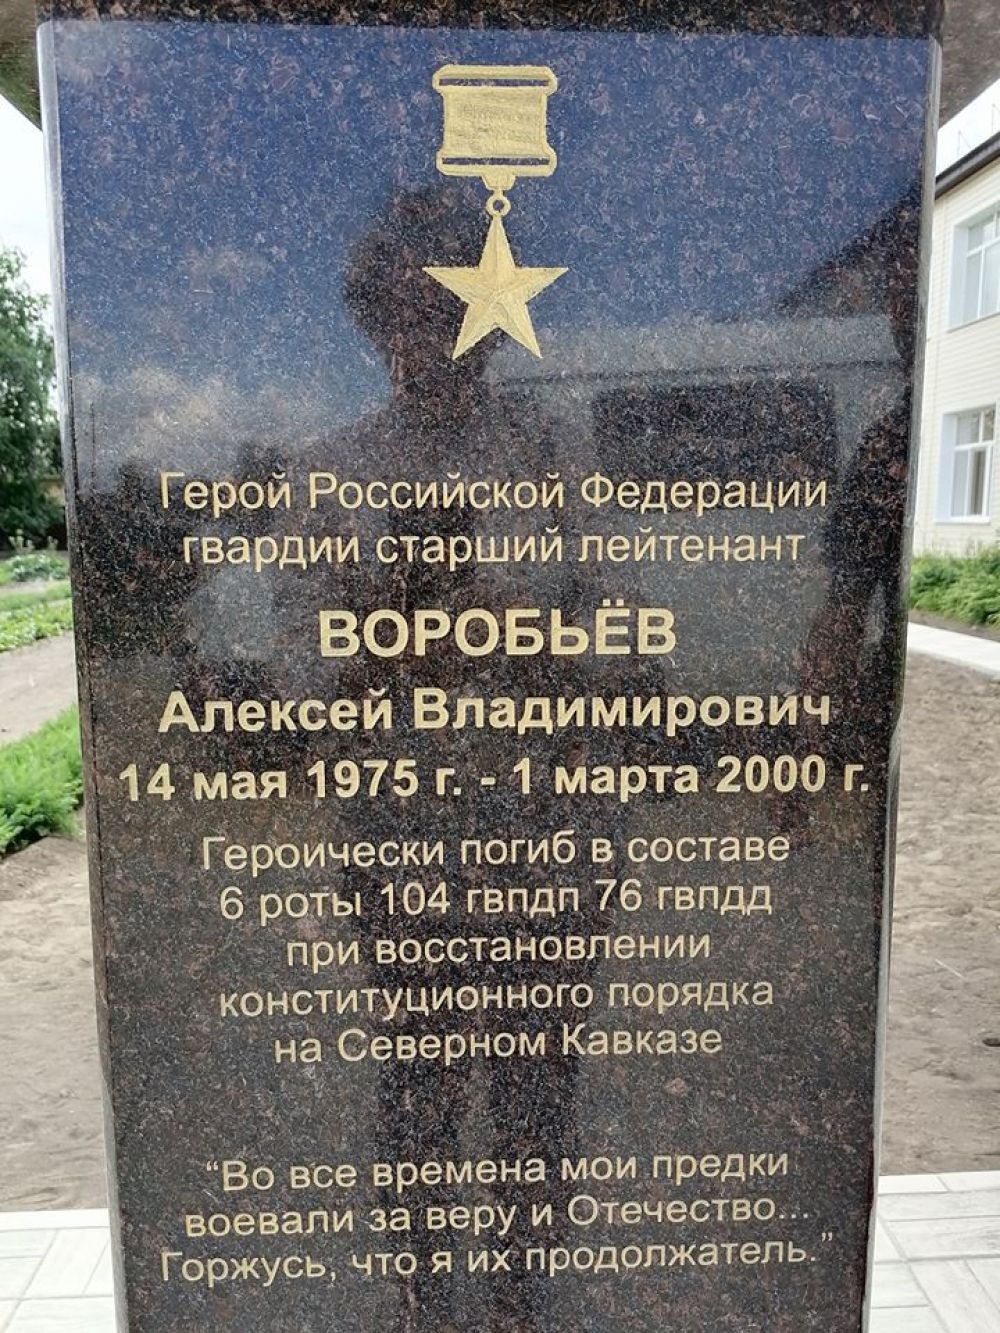 Герой Российской Федерации
гвардии старший лейтенант
ВОРОБЬЁВ
Алексей Владимирович
14 мая 1975 г. - 1 марта 2000 г.
Героически погиб в составе
6 роты 104 гвпдп 76 гвпдд
при восстановлении
конституционного порядка
на Северном Кавказе
“Во все времена мои предки
воевали за веру и Отечество...
Горжусь, что я их продолжатель.”